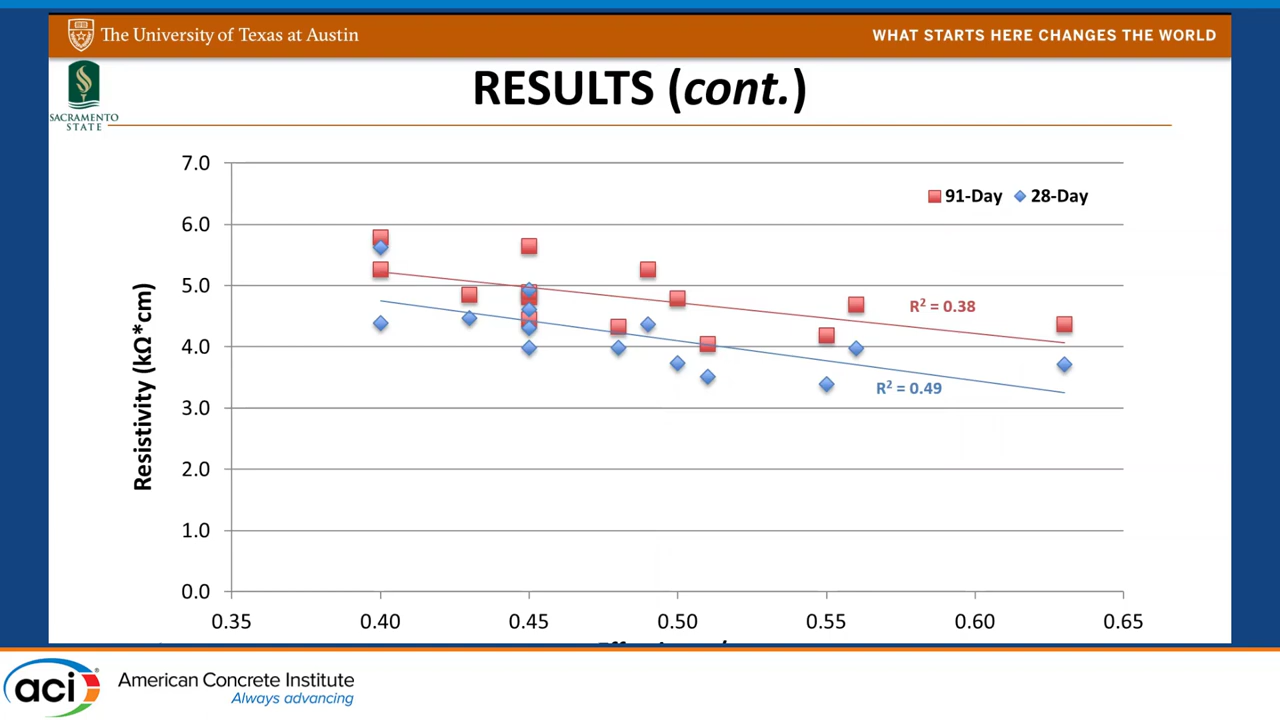 The University of Texas at Austin
WHAT STARTS HERE CHANGES THE WORLD
SACRAMENTO
STATE
RESULTS (cont.)
7.0
6.0
5.0
4.0
3.0
2.0
1.0
0.0
Resistivity (kΩ*cm)
91-Day
28-Day
R² = 0.38
R² = 0.49
0.35
0.40
0.45
0.50
0.55
0.60
0.65
aci
®
American Concrete Institute
Always advancing